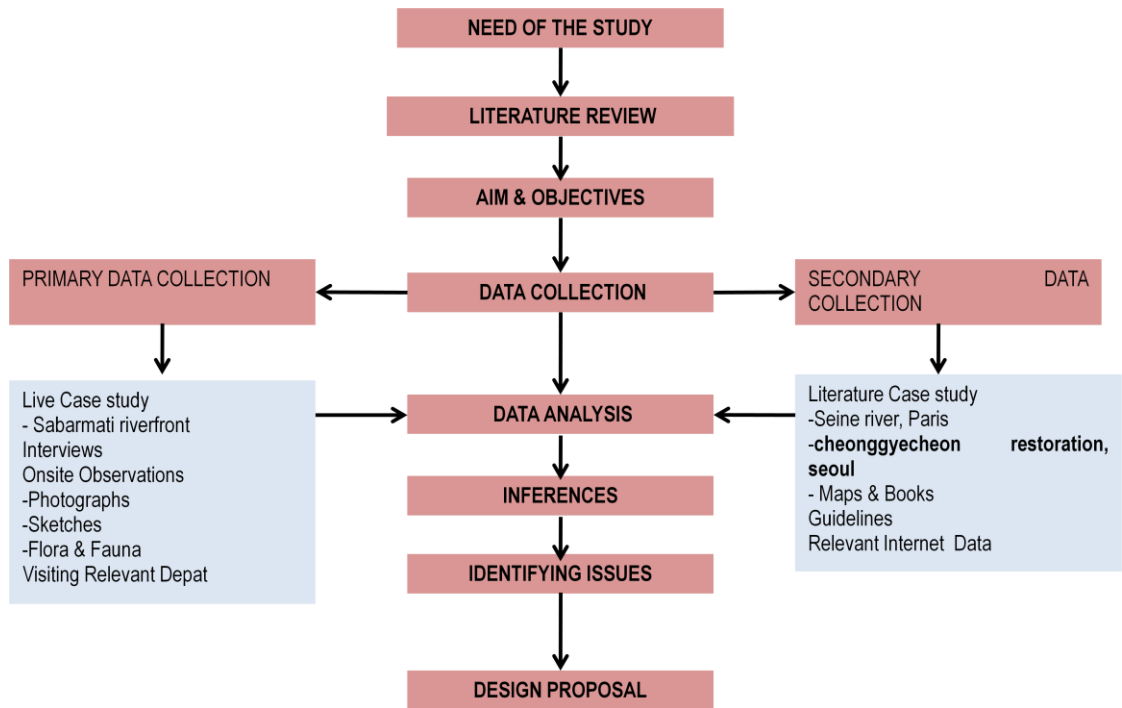 NEED OF THE STUDY
LITERATURE REVIEW
AIM & OBJECTIVES
PRIMARY DATA COLLECTION
DATA COLLECTION
SECONDARY DATA
COLLECTION
Live Case study
- Sabarmati riverfront
Interviews
Onsite Observations
-Photographs
-Sketches
-Flora & Fauna
Visiting Relevant Depat
DATA ANALYSIS
Literature Case study
-Seine river, Paris
-cheonggyecheon restoration,
seoul
- Maps & Books
Guidelines
Relevant Internet Data
INFERENCES
IDENTIFYING ISSUES
DESIGN PROPOSAL